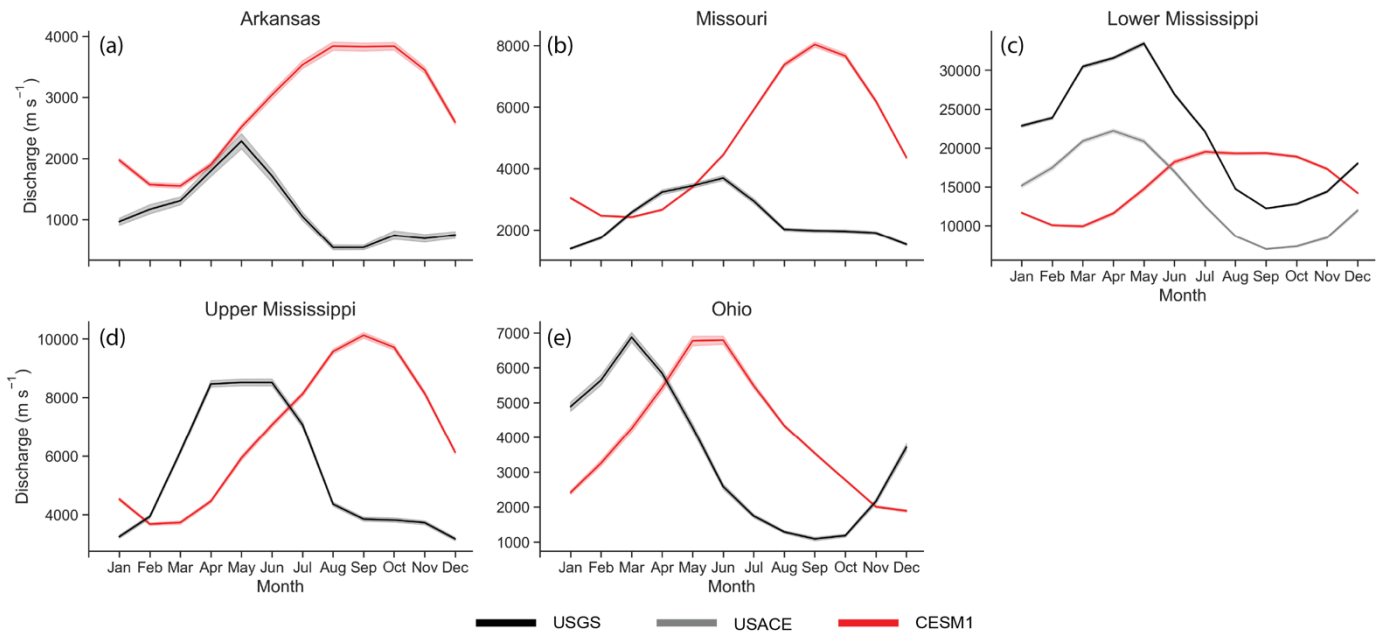 Arkansas
(a)
4000
3000
2000
1000
Discharge (m s⁻¹)
Missouri
(b)
8000
6000
4000
2000
Lower Mississippi
(c)
30000
25000
20000
15000
10000
Jan Feb Mar Apr May Jun Jul Aug Sep Oct Nov Dec
Month
Upper Mississippi
(d)
10000
8000
6000
4000
Discharge (m s⁻¹)
Jan Feb Mar Apr May Jun Jul Aug Sep Oct Nov Dec
Month
Ohio
(e)
7000
6000
5000
4000
3000
2000
1000
Jan Feb Mar Apr May Jun Jul Aug Sep Oct Nov Dec
Month
USGS USACE CESM1